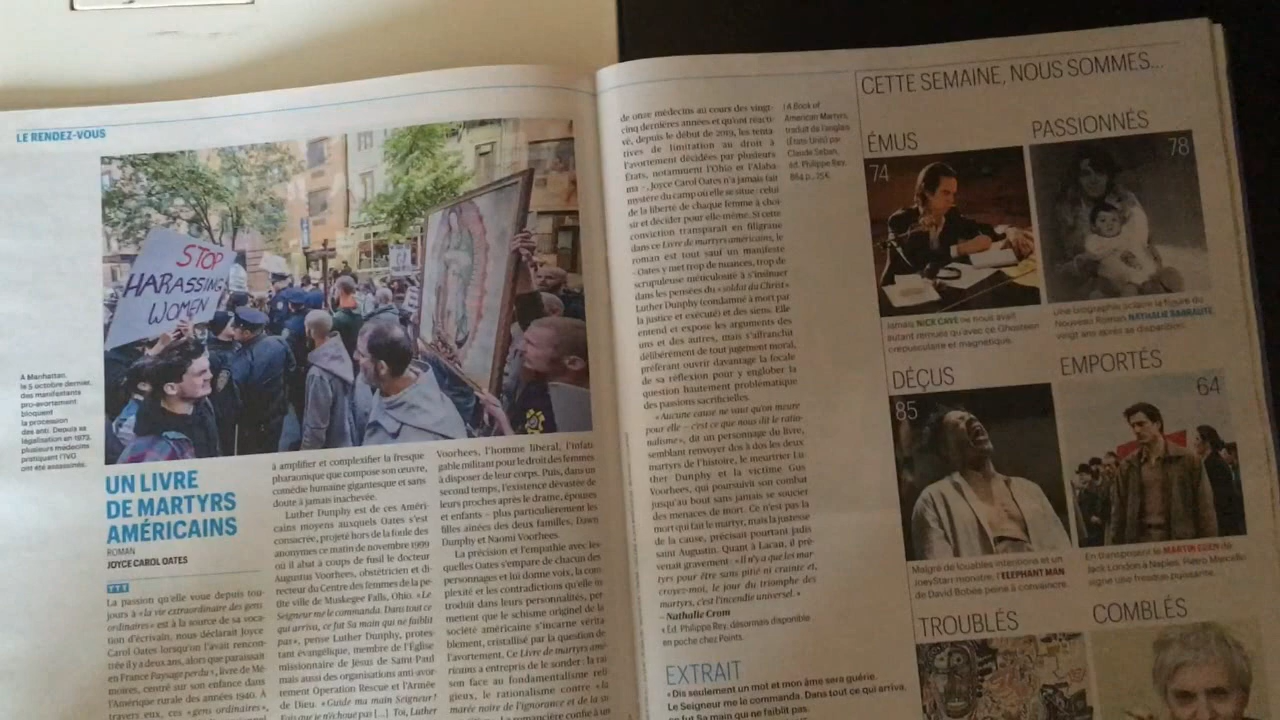 LE RENDEZ-VOUS
STOP
HARASSING
WOMEN
À Manhattan,
le 5 octobre dernier,
des manifestants
pro-avortement
bloquent
la procession
des anti. Depuis sa
légalisation en 1973,
plusieurs médecins
pratiquant l'IVG
ont été assassinés.
UN LIVRE
DE MARTYRS
AMÉRICAINS
ROMAN
JOYCE CAROL OATES
TTT
La passion qu'elle voue depuis tou-
jours à «la vie extraordinaire des gens
ordinaires» est à la source de sa voca-
tion d'écrivain, nous déclarait Joyce
Carol Oates lorsqu'on l'avait rencon-
trée il y a deux ans, alors que paraissait
en France Paysage perdu, livre de Mé-
moires, centré sur son enfance dans
l'Amérique rurale des années 1940. À
travers eux, ces «gens ordinaires»,
à amplifier et complexifier la fresque
pharaonique que compose son œuvre,
comédie humaine gigantesque et sans
doute à jamais inachevée.
Luther Dunphy est de ces Améri-
cains moyens auxquels Oates s'est
consacrée, projeté hors de la foule des
anonymes ce matin de novembre 1999
où il abat à coups de fusil le docteur
Augustus Voorhees, obstétricien et di-
recteur du Centre des femmes de la pe-
tite ville de Muskegee Falls, Ohio. «Le
Seigneur me le commanda. Dans tout ce
qui arriva, ce fut Sa main qui ne faiblit
pas», pense Luther Dunphy, protes-
tant évangélique, membre de l'Église
missionnaire de Jésus de Saint Paul
mais aussi des organisations anti-avor-
tement Operation Rescue et l'Armée
de Dieu. «Guide ma main Seigneur!
Fais que je n'échoue pas [...] Toi, Luther
Voorhees, l'homme libéral, l'infati
gable militant pour le droit des femmes
à disposer de leur corps. Puis, dans un
second temps, l'existence dévastée de
leurs proches après le drame, épouses
et enfants – plus particulièrement les
filles aînées des deux familles, Dawn
Dunphy et Naomi Voorhees.
La précision et l'empathie avec les-
quelles Oates s'empare de chacun des
personnages et lui donne voix, la com-
plexité et les contradictions qu'elle in
troduit dans leurs personnalités, per-
mettent que le schisme originel de la
société américaine s'incarne vérita
blement, cristallisé par la question de
l'avortement. Ce Livre de martyrs amé-
ricains a entrepris de le sonder : la rai
son face au fondamentalisme reli
gieux, le rationalisme contre «la
marée noire de l'ignorance et de la
romancière confie à un
de onze médecins au cours des vingt-
cinq dernières années et qu'ont réacti-
vé, depuis le début de 2019, les tenta
tives de limitation au droit à
l'avortement décidées par plusieurs
États, notamment l'Ohio et l'Alaba-
ma –, Joyce Carol Oates n'a jamais fait
mystère du camp où elle se situe : celui
de la liberté de chaque femme à choi
sir et décider pour elle-même. Si cette
conviction transparaît en filigrane
dans ce Livre de martyrs américains, le
roman est tout sauf un manifeste
– Oates y met trop de nuances, trop de
scrupuleuse méticulosité à s'insinuer
dans les pensées du «soldat du Christ»
Luther Dunphy (condamné à mort par
la justice et exécuté) et des siens. Elle
entend et expose les arguments des
uns et des autres, mais s'affranchit
délibérément de tout jugement moral,
préférant ouvrir davantage la focale
de sa réflexion pour y englober la
question hautement problématique
des passions sacrificielles.
«Aucune cause ne vaut qu'on meure
pour elle – c'est ce que nous dit le ratio-
nalisme», dit un personnage du livre,
semblant renvoyer dos à dos les deux
martyrs de l'histoire, le meurtrier Lu
ther Dunphy et la victime Gus
Voorhees, qui poursuivit son combat
jusqu'au bout sans jamais se soucier
des menaces de mort. Ce n'est pas la
mort qui fait le martyr, mais la justesse
de la cause, précisait pourtant jadis
saint Augustin. Quant à Lacan, il pré-
venait gravement : «Il n'y a que les mar
tyrs pour être sans pitié ni crainte et,
croyez-moi, le jour du triomphe des
martyrs, c'est l'incendie universel.»
– Nathalie Crom
Éd. Philippe Rey, désormais disponible
en poche chez Points.
EXTRAIT
«Dis seulement un mot et mon âme sera guérie.
Le Seigneur me le commanda. Dans tout ce qui arriva,
ce fut Sa main qui ne faiblit pas.
A Book of
American Martyrs,
traduit de l'anglais
(États-Unis) par
Claude Seban,
éd. Philippe Rey,
864 p., 25€.
CETTE SEMAINE, NOUS SOMMES...
ÉMUS
74
Jamais NICK CAVE ne nous avait
autant remués qu'avec ce Ghosteen
crépusculaire et magnétique.
PASSIONNÉS
78
Une biographie éclaire la figure du
Nouveau Roman NATHALIE SARRAUTE,
vingt ans après sa disparition.
DÉÇUS
85
Malgré de louables intentions et un
JoeyStarr monstre, l'ELEPHANT MAN
de David Bobée peine à convaincre.
EMPORTÉS
64
En transposant le MARTIN EDEN de
Jack London à Naples, Pietro Marcello
signe une fresque puissante.
TROUBLÉS
COMBLÉS